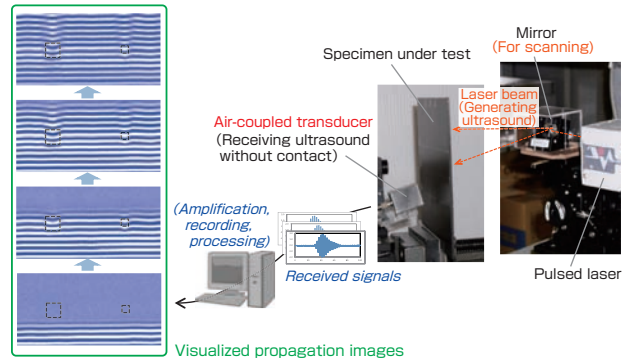 Specimen under test
Mirror
(For scanning)
Laser beam
(Generating
ultrasound)
Air-coupled transducer
(Receiving ultrasound
without contact)
(Amplification,
recording,
processing)
Received signals
Pulsed laser
Visualized propagation images